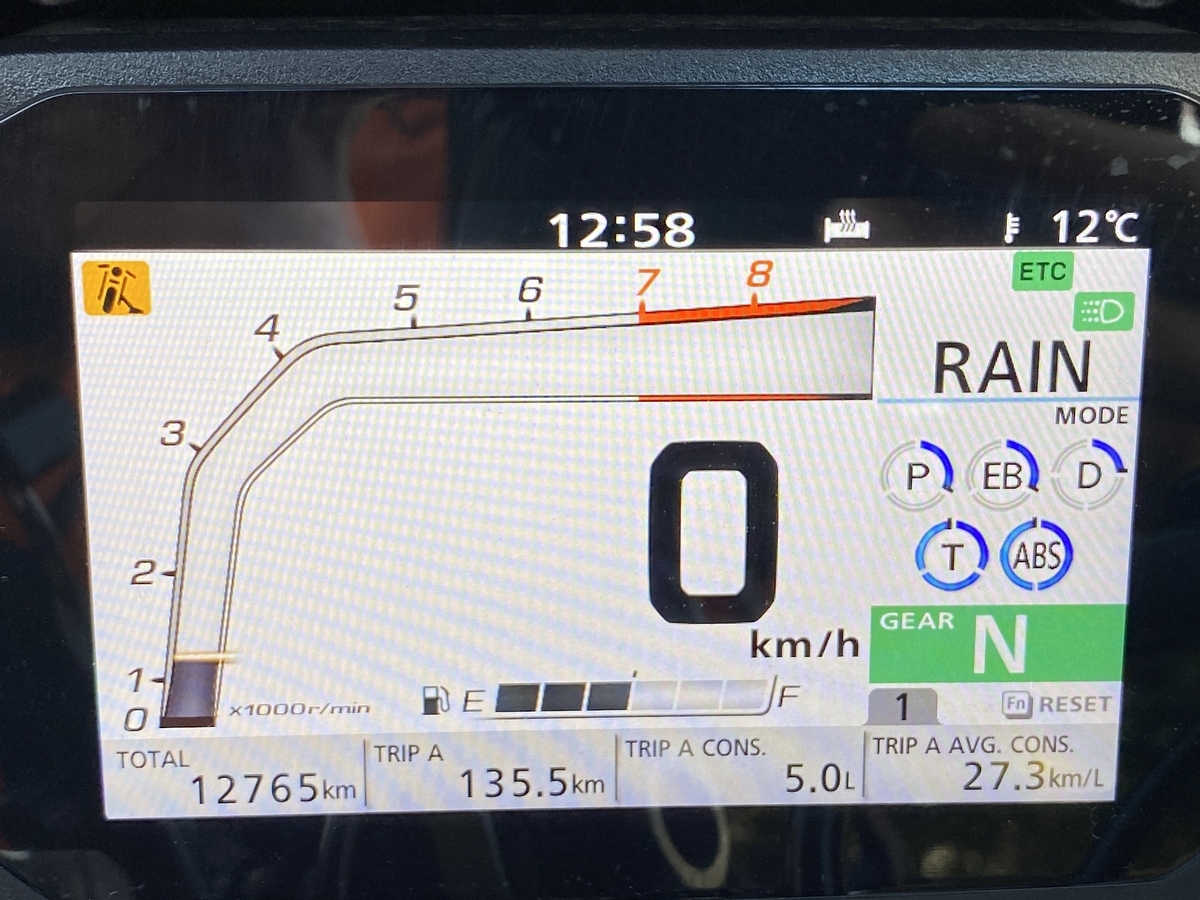 12:58 12℃
ETC
4 5 6 7 8
RAIN
MODE
3
P EB D
0
2
T ABS
km/h
GEAR N
1
0
x1000r/min
E F
1
Fn RESET
TOTAL
12765km
TRIP A
135.5km
TRIP A CONS.
5.0L
TRIP A AVG. CONS.
27.3km/L